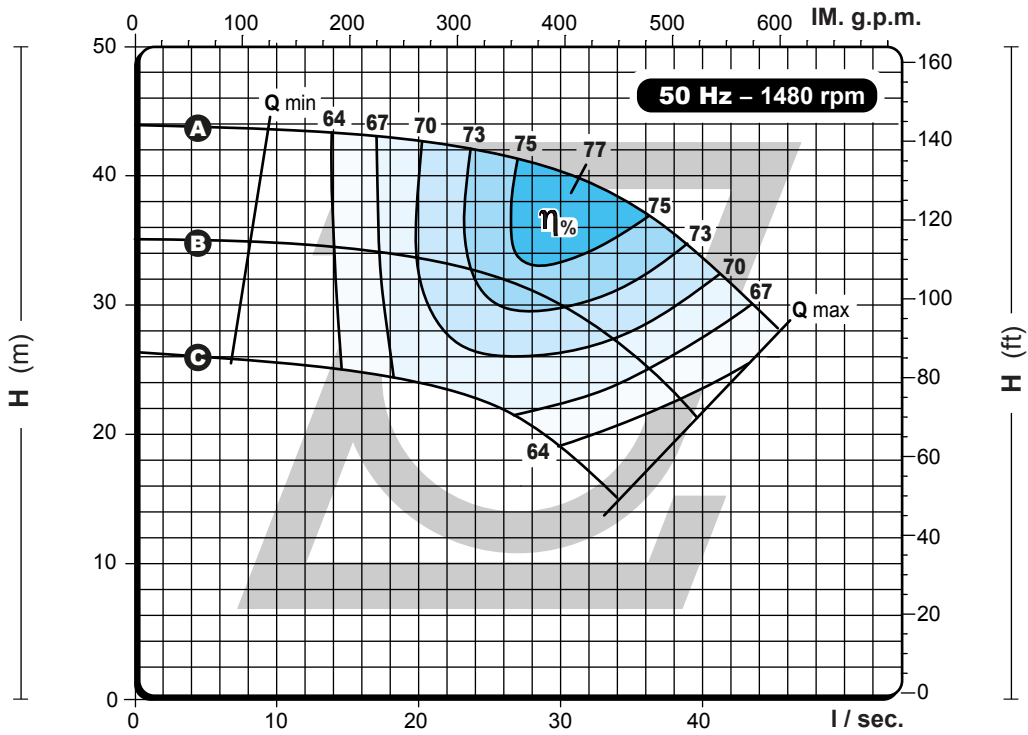 0 100 200 300 400 500 600 IM. g.p.m.
50 160
50 Hz – 1480 rpm
Q min
64 67 70 73 75 77
A 140
40
75 120
η%
B 73
70
30 67 100
Q max
C 80
20 64 60
10 40
20
0 0
0 10 20 30 40 l / sec.
H (m)
H (ft)